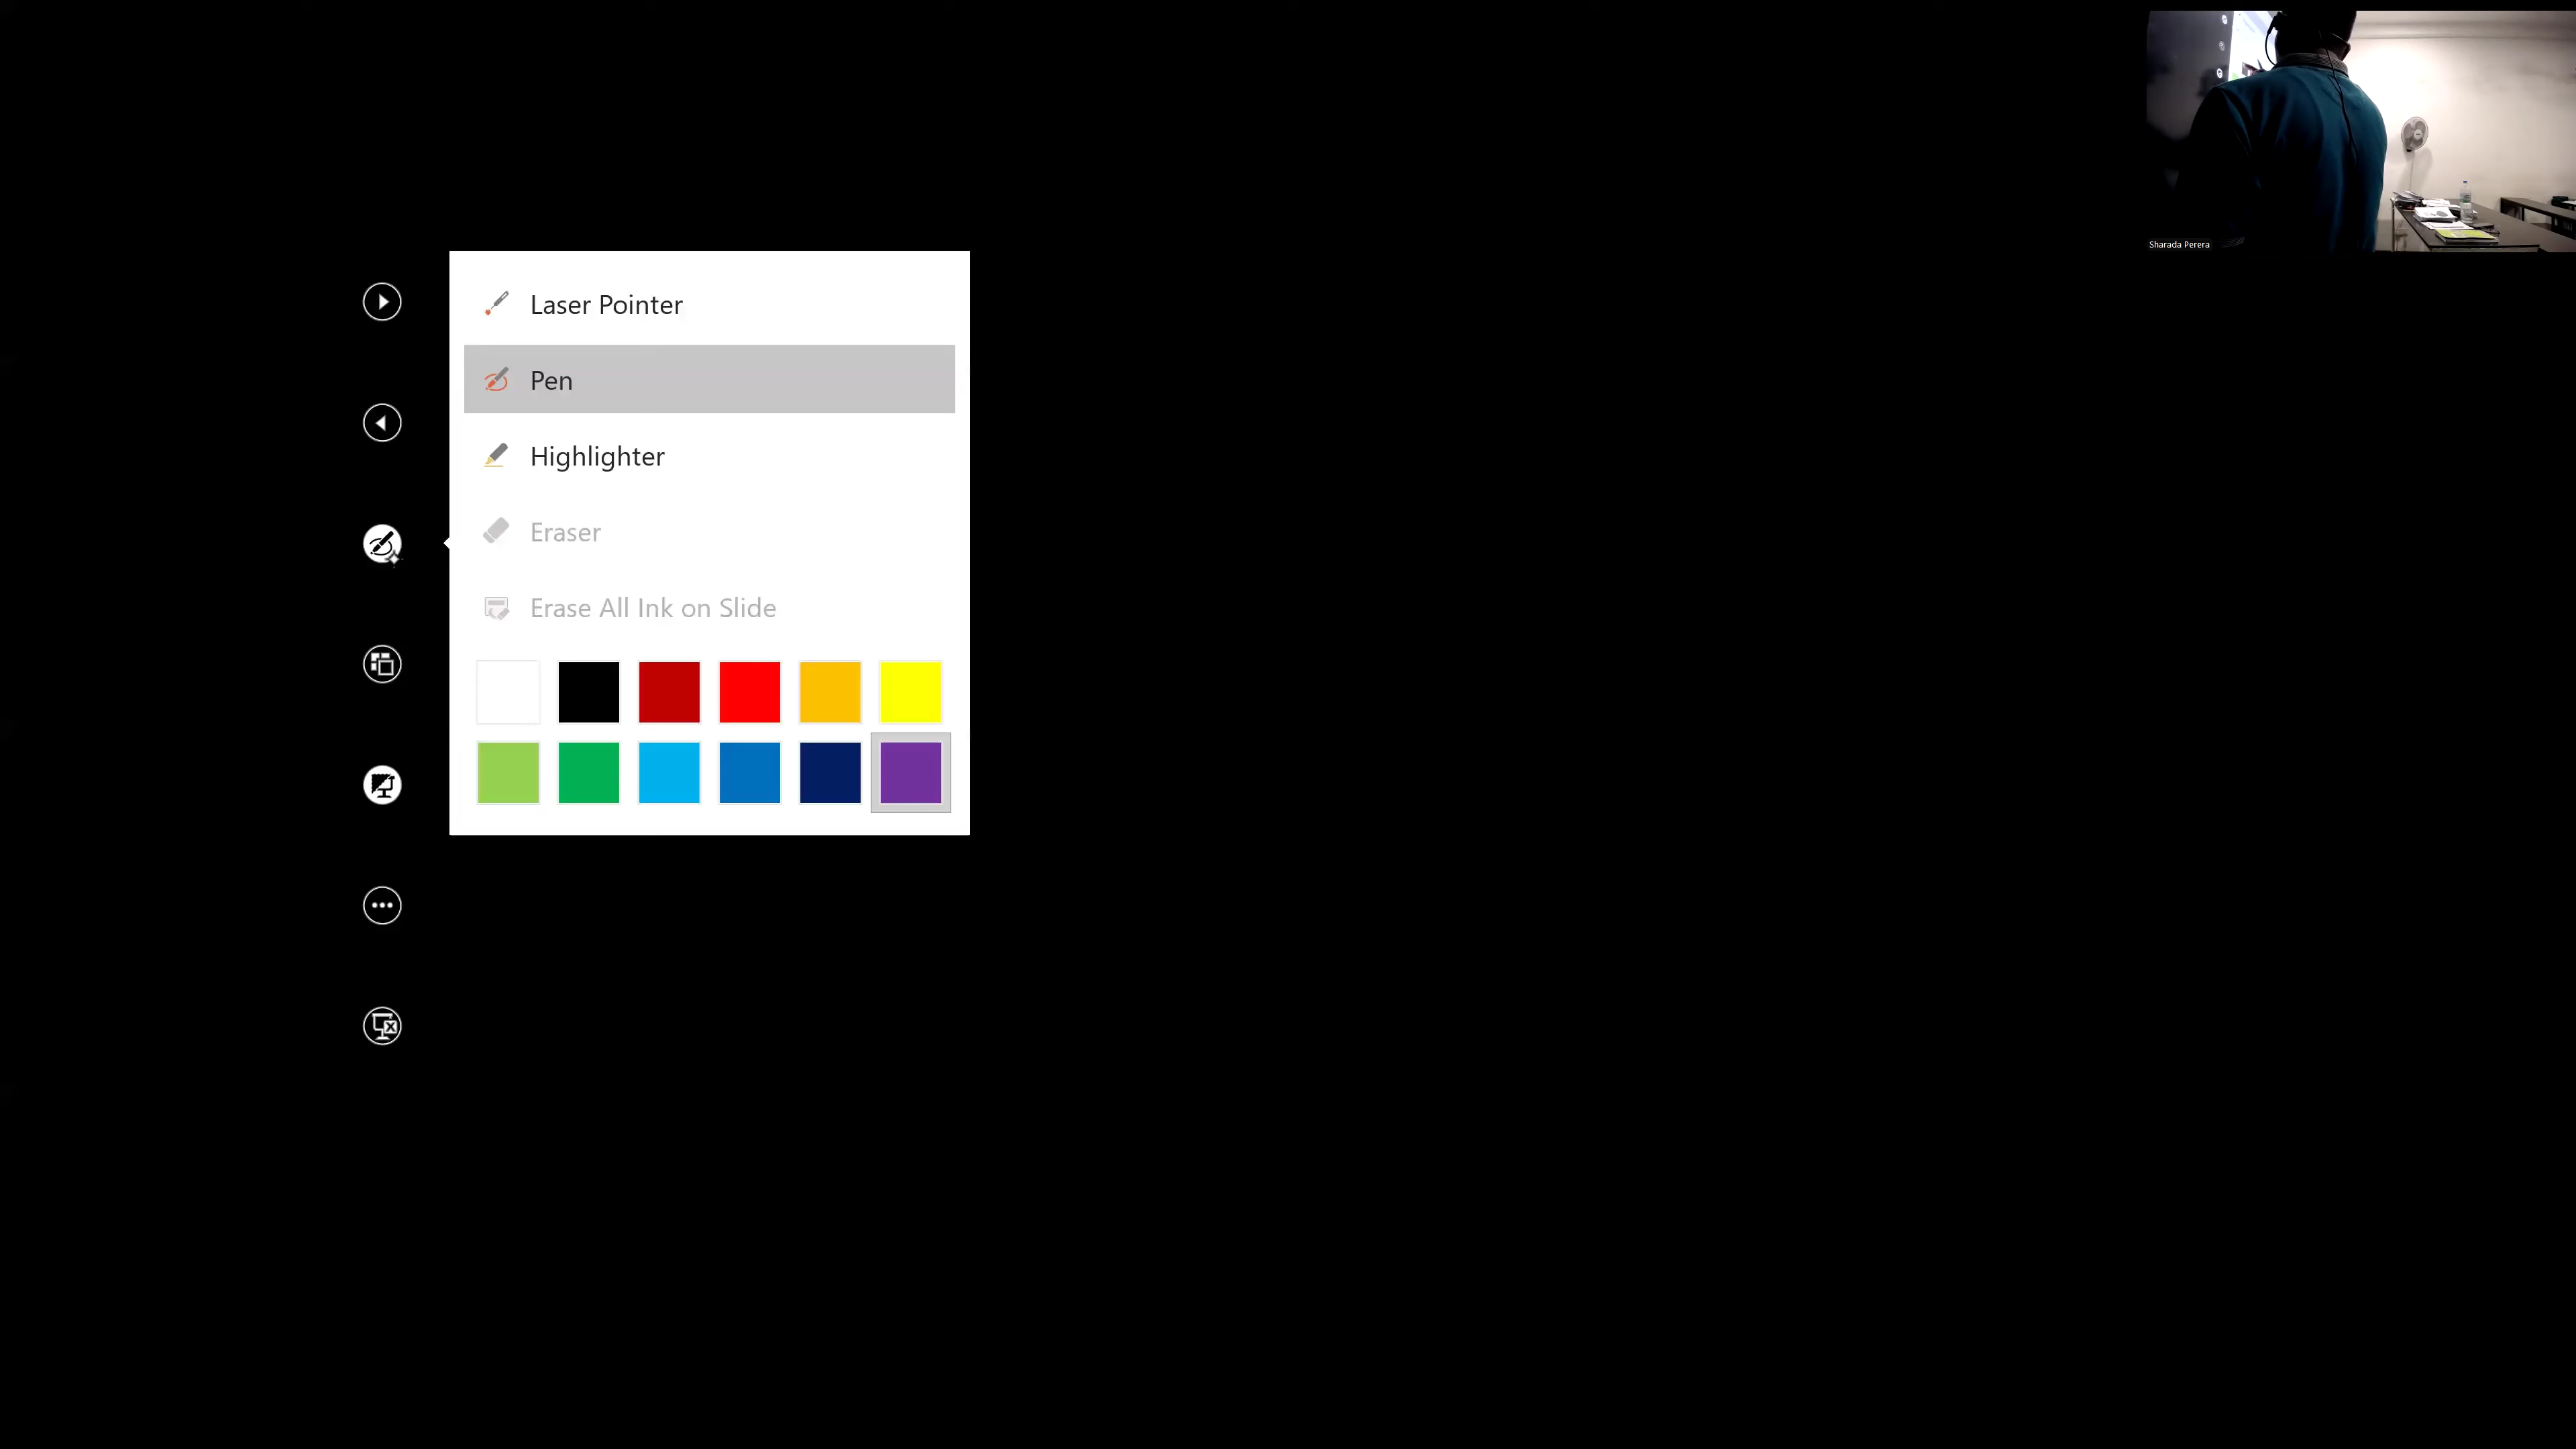 Sharada Perera
Laser Pointer
Pen
Highlighter
Eraser
Erase All Ink on Slide